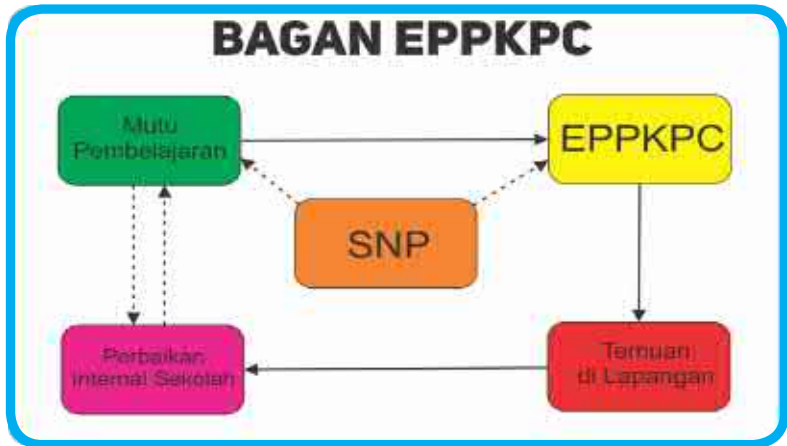 BAGAN EPPKPC
Mutu
Pembelajaran
EPPKPC
SNP
Perbaikan
Internal Sekolah
Temuan
di Lapangan